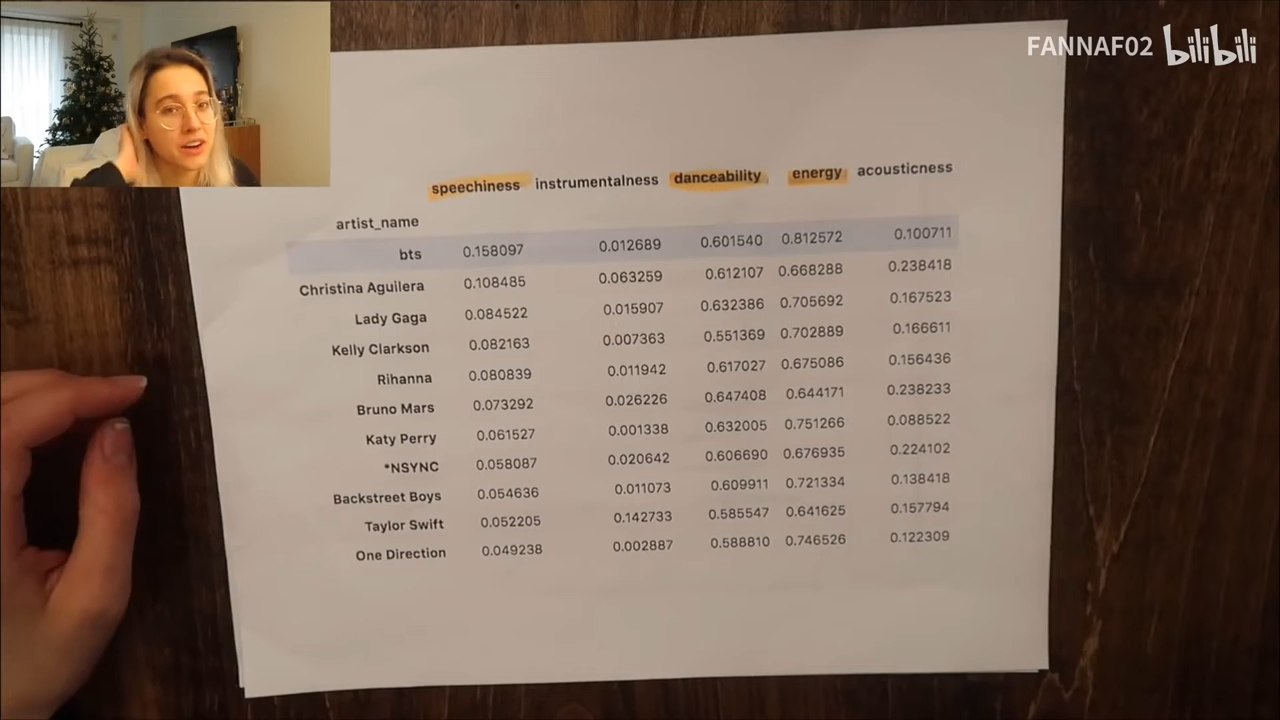 FANNAF02 bilibili
speechiness instrumentalness danceability energy acousticness
artist_name
bts 0.158097 0.012689 0.601540 0.812572 0.100711
Christina Aguilera 0.108485 0.063259 0.612107 0.668288 0.238418
Lady Gaga 0.084522 0.015907 0.632386 0.705692 0.167523
Kelly Clarkson 0.082163 0.007363 0.551369 0.702889 0.166611
Rihanna 0.080839 0.011942 0.617027 0.675086 0.156436
Bruno Mars 0.073292 0.026226 0.647408 0.644171 0.238233
Katy Perry 0.061527 0.001338 0.632005 0.751266 0.088522
*NSYNC 0.058087 0.020642 0.606690 0.676935 0.224102
Backstreet Boys 0.054636 0.011073 0.609911 0.721334 0.138418
Taylor Swift 0.052205 0.142733 0.585547 0.641625 0.157794
One Direction 0.049238 0.002887 0.588810 0.746526 0.122309